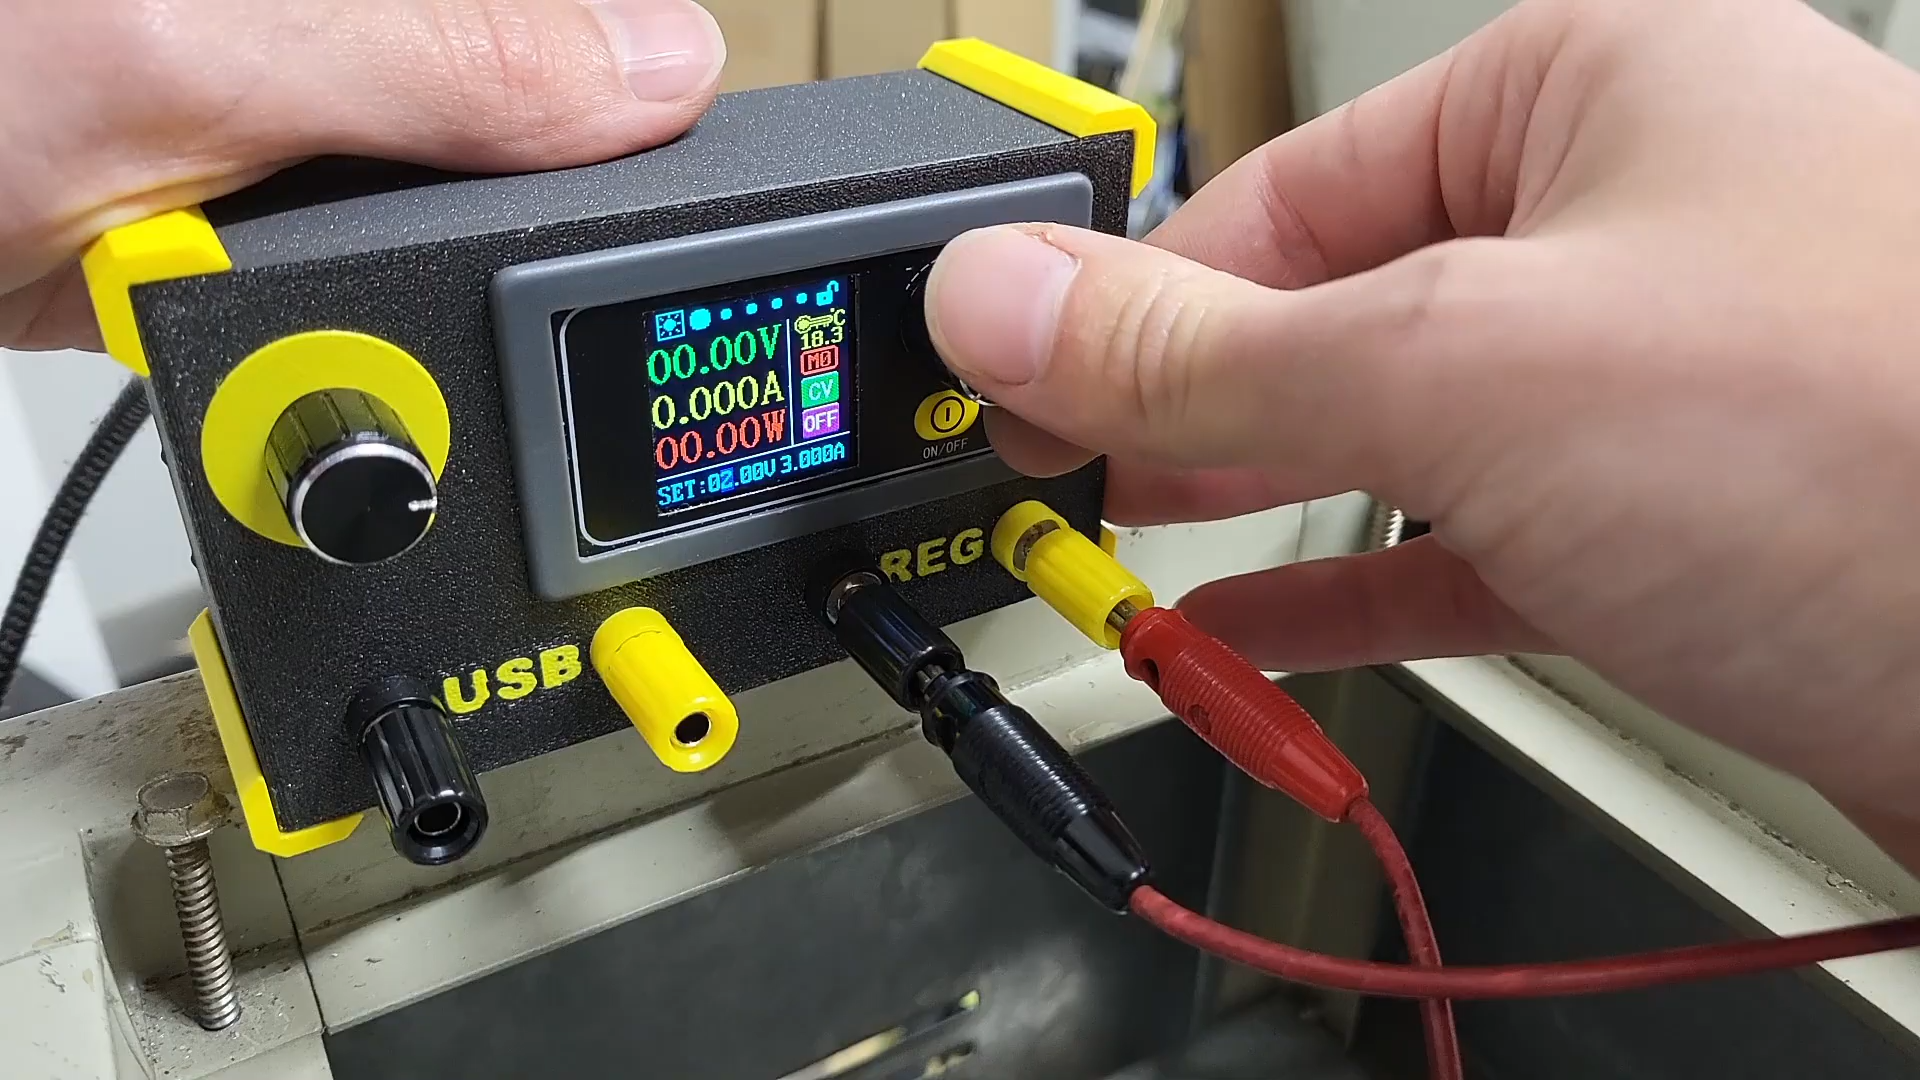 00.00V
0.000A
00.00W
°C
18.3
M0
CV
OFF
SET:02.00V 3.000A
ON/OFF
USB
REG